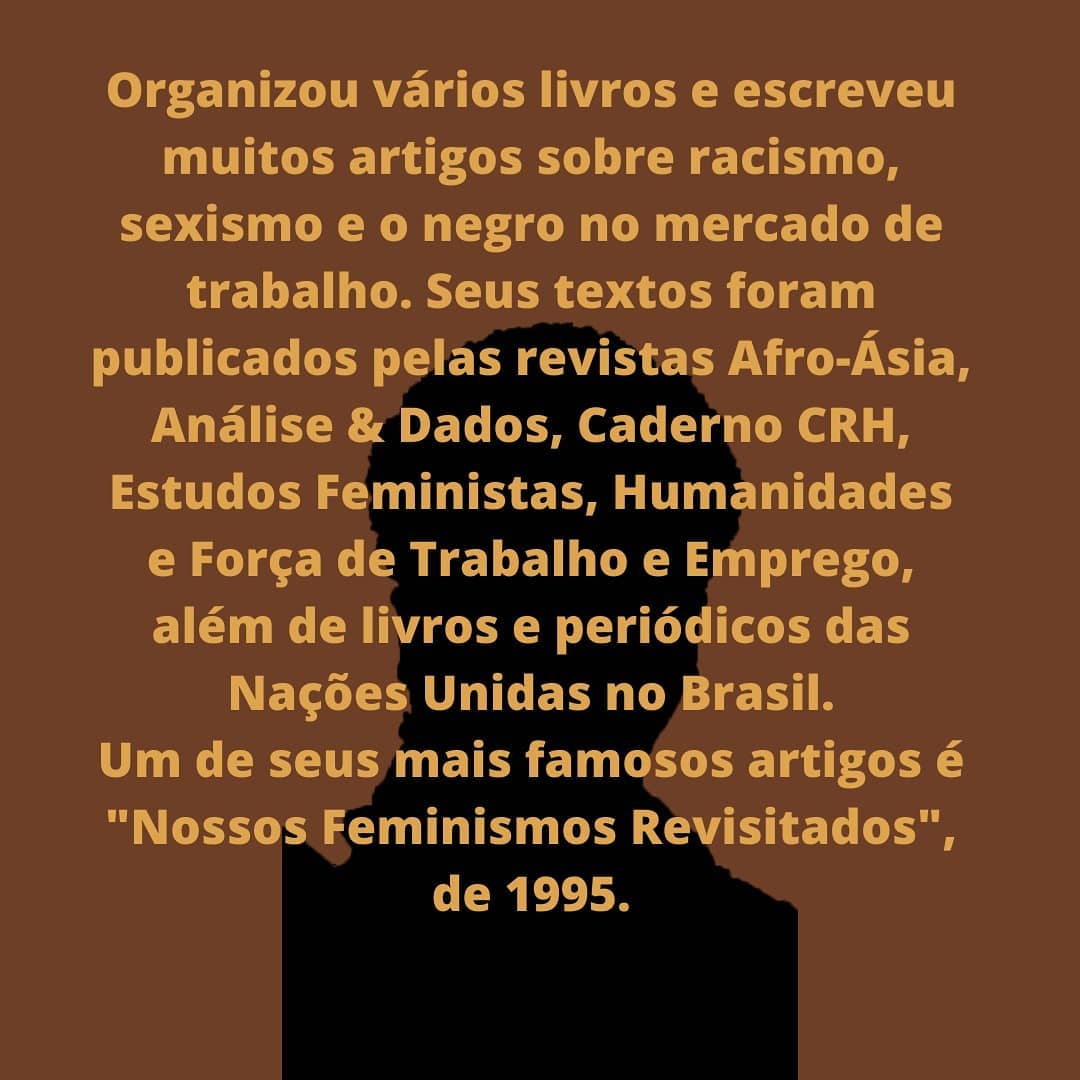 Organizou vários livros e escreveu
muitos artigos sobre racismo,
sexismo e o negro no mercado de
trabalho. Seus textos foram
publicados pelas revistas Afro-Ásia,
Análise & Dados, Caderno CRH,
Estudos Feministas, Humanidades
e Força de Trabalho e Emprego,
além de livros e periódicos das
Nações Unidas no Brasil.
Um de seus mais famosos artigos é
"Nossos Feminismos Revisitados",
de 1995.